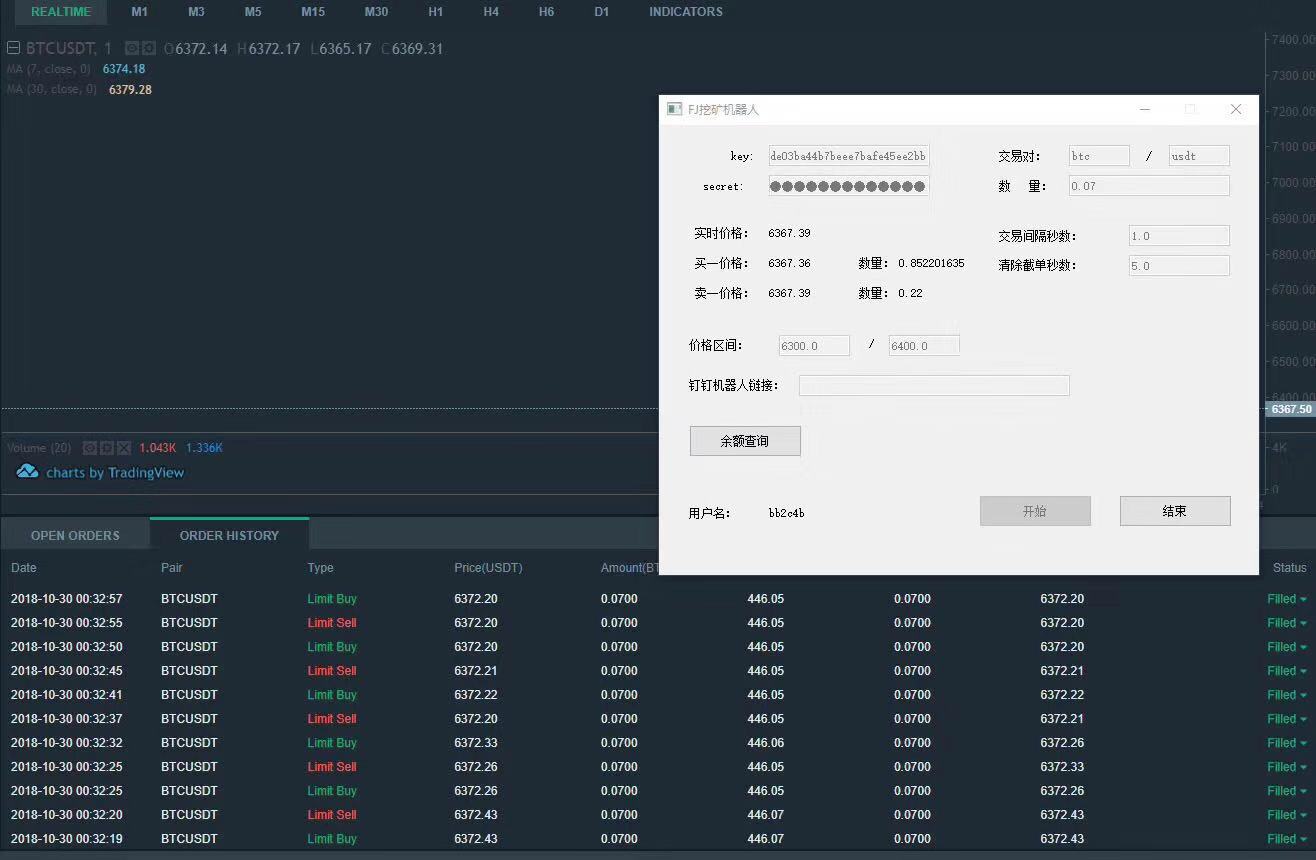 REALTIME M1 M3 M5 M15 M30 H1 H4 H6 D1 INDICATORS
BTCUSDT, 1 O6372.14 H6372.17 L6365.17 C6369.31
MA (7, close, 0) 6374.18
MA (30, close, 0) 6379.28
7400.00
7300.00
7200.00
7100.00
7000.00
6900.00
6800.00
6700.00
6600.00
6500.00
6400.00
6367.50
4K
0
FJ挖矿机器人
key: de03ba44b7beee7bafe45ee2bb 交易对: btc / usdt
secret: ●●●●●●●●●●●●● 数 量: 0.07
实时价格: 6367.39 交易间隔秒数: 1.0
买一价格: 6367.36 数量: 0.852201635 清除截单秒数: 5.0
卖一价格: 6367.39 数量: 0.22
价格区间: 6300.0 / 6400.0
钉钉机器人链接:
余额查询
用户名: bb2c4b 开始 结束
Volume (20) 1.043K 1.336K
charts by TradingView
OPEN ORDERS ORDER HISTORY
Date Pair Type Price(USDT) Amount(BT Status
2018-10-30 00:32:57 BTCUSDT Limit Buy 6372.20 0.0700 446.05 0.0700 6372.20 Filled
2018-10-30 00:32:55 BTCUSDT Limit Sell 6372.20 0.0700 446.05 0.0700 6372.20 Filled
2018-10-30 00:32:50 BTCUSDT Limit Buy 6372.20 0.0700 446.05 0.0700 6372.20 Filled
2018-10-30 00:32:45 BTCUSDT Limit Sell 6372.21 0.0700 446.05 0.0700 6372.21 Filled
2018-10-30 00:32:41 BTCUSDT Limit Buy 6372.22 0.0700 446.05 0.0700 6372.22 Filled
2018-10-30 00:32:37 BTCUSDT Limit Sell 6372.20 0.0700 446.05 0.0700 6372.21 Filled
2018-10-30 00:32:32 BTCUSDT Limit Buy 6372.33 0.0700 446.06 0.0700 6372.26 Filled
2018-10-30 00:32:25 BTCUSDT Limit Sell 6372.26 0.0700 446.05 0.0700 6372.33 Filled
2018-10-30 00:32:25 BTCUSDT Limit Buy 6372.26 0.0700 446.05 0.0700 6372.26 Filled
2018-10-30 00:32:20 BTCUSDT Limit Sell 6372.43 0.0700 446.07 0.0700 6372.43 Filled
2018-10-30 00:32:19 BTCUSDT Limit Buy 6372.43 0.0700 446.07 0.0700 6372.43 Filled